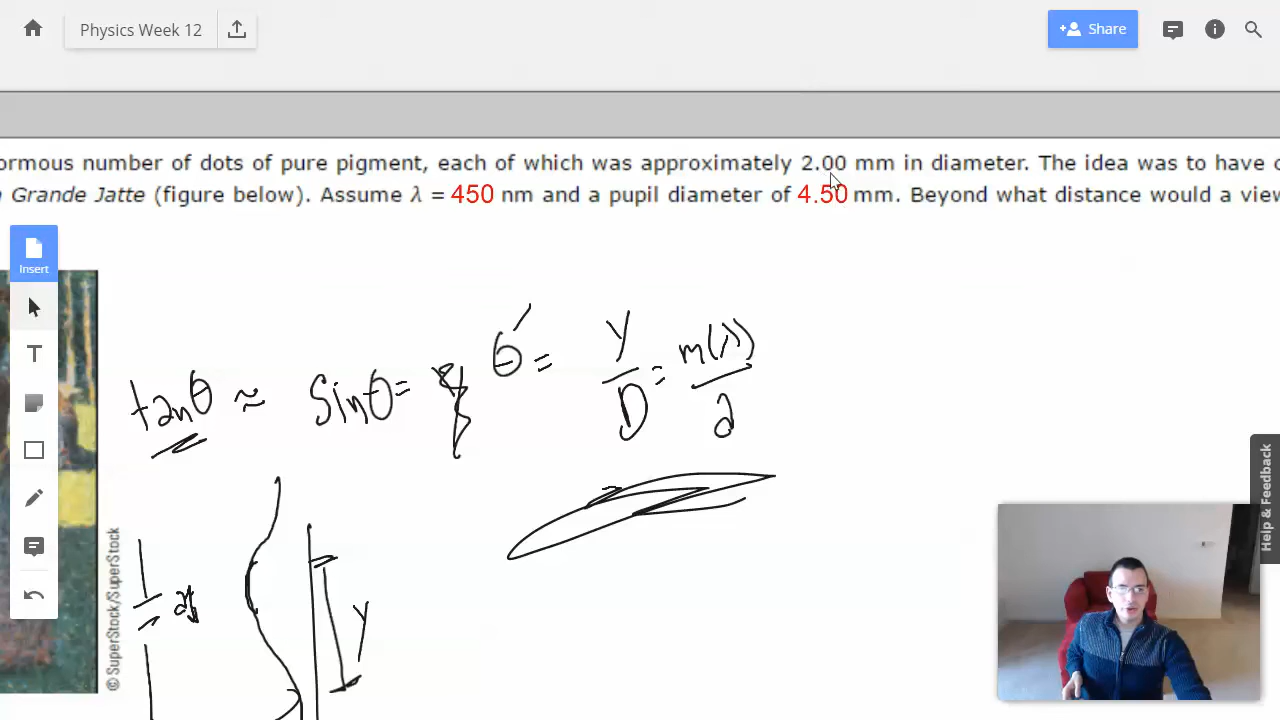 Physics Week 12
Share
ormous number of dots of pure pigment, each of which was approximately 2.00 mm in diameter. The idea was to have
Grande Jatte (figure below). Assume λ = 450 nm and a pupil diameter of 4.50 mm. Beyond what distance would a view
Insert
T
tanθ ≈ sinθ =
θ = y/D = m(λ)/a
y
© SuperStock/SuperStock
Help & Feedback